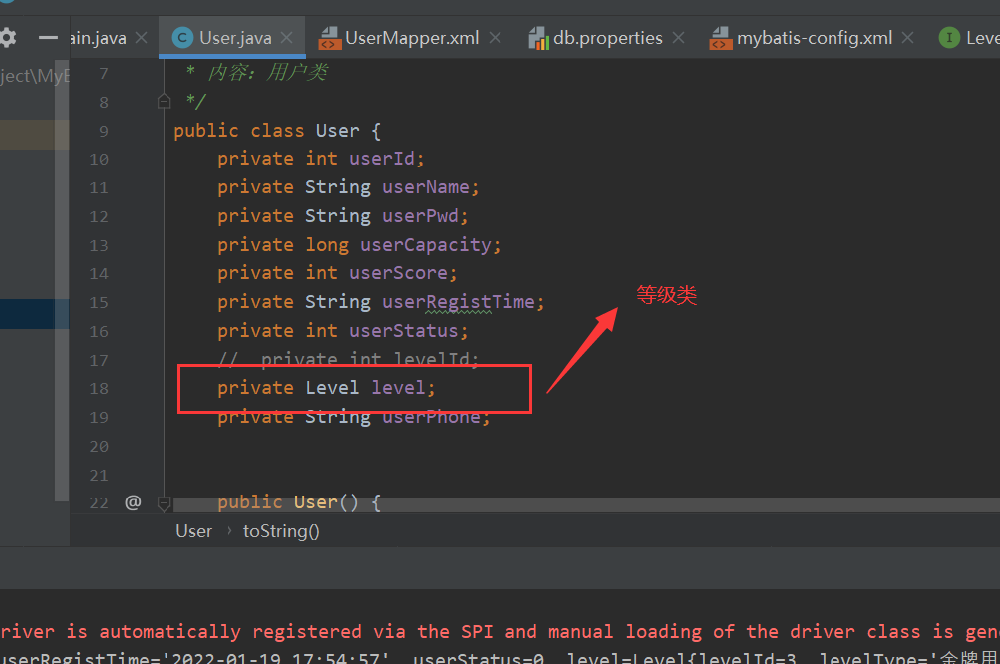 ain.java User.java UserMapper.xml db.properties mybatis-config.xml Leve
ject\MyB
7 * 内容：用户类
8 */
9 public class User {
10 private int userId;
11 private String userName;
12 private String userPwd;
13 private long userCapacity;
14 private int userScore;
等级类
15 private String userRegistTime;
16 private int userStatus;
17 // private int levelId;
18 private Level level;
19 private String userPhone;
20
21
22 @ public User() {
User › toString()
river is automatically registered via the SPI and manual loading of the driver class is gene
userRegistTime='2022-01-19 17:54:57', userStatus=0, level=Level{levelId=3, levelType='金牌用